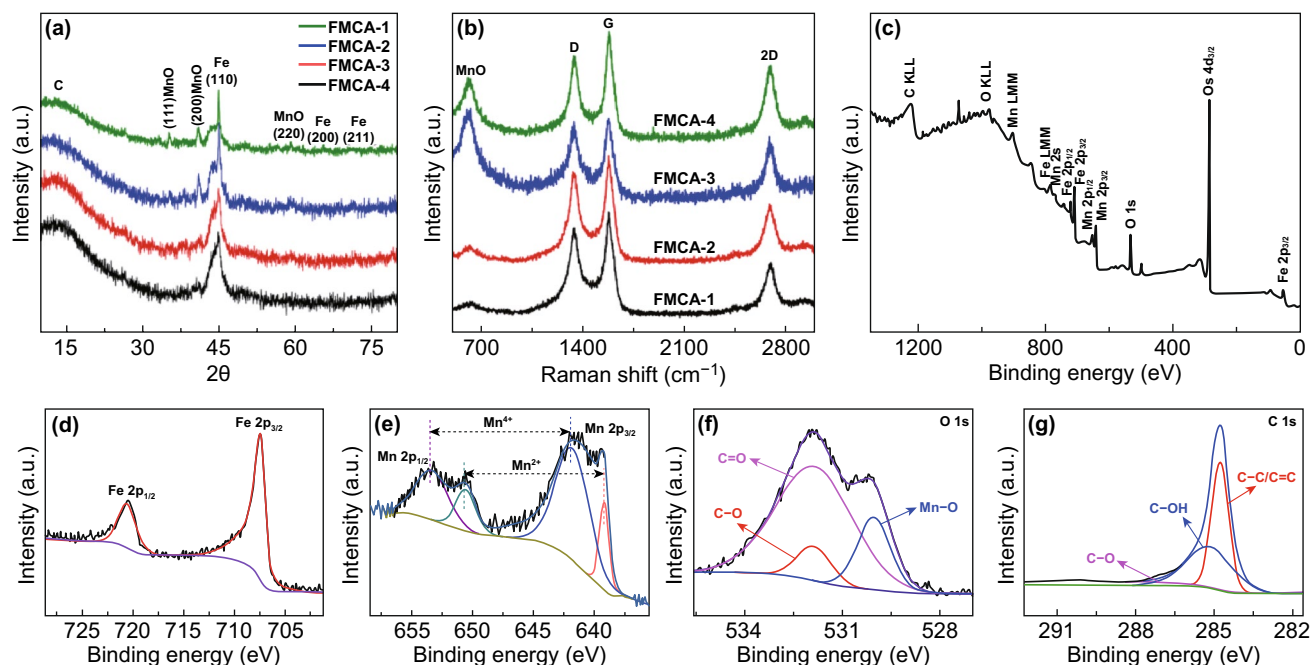 (a)
FMCA-1
FMCA-2
FMCA-3
FMCA-4
C
(111)MnO
(200)MnO
Fe
(110)
MnO
(220)
Fe
(200)
Fe
(211)
Intensity (a.u.)
15
30
45
60
75
2θ
(b)
MnO
D
G
2D
FMCA-4
FMCA-3
FMCA-2
FMCA-1
Intensity (a.u.)
700
1400
2100
2800
Raman shift (cm⁻¹)
(c)
C KLL
O KLL
Mn LMM
Fe LMM
Mn 2s
Fe 2p₁/₂
Fe 2p₃/₂
Mn 2p₁/₂
Mn 2p₃/₂
O 1s
Os 4d₃/₂
Fe 2p₃/₂
Intensity (a.u.)
1200
800
400
0
Binding energy (eV)
(d)
Fe 2p₁/₂
Fe 2p₃/₂
Intensity (a.u.)
725
720
715
710
705
Binding energy (eV)
(e)
Mn⁴⁺
Mn 2p₃/₂
Mn 2p₁/₂
Mn²⁺
Intensity (a.u.)
655
650
645
640
Binding energy (eV)
(f)
O 1s
C=O
C−O
Mn−O
Intensity (a.u.)
534
532
530
528
Binding energy (eV)
(g)
C 1s
C−C/C=C
C−OH
C−O
Intensity (a.u.)
291
288
285
282
Binding energy (eV)